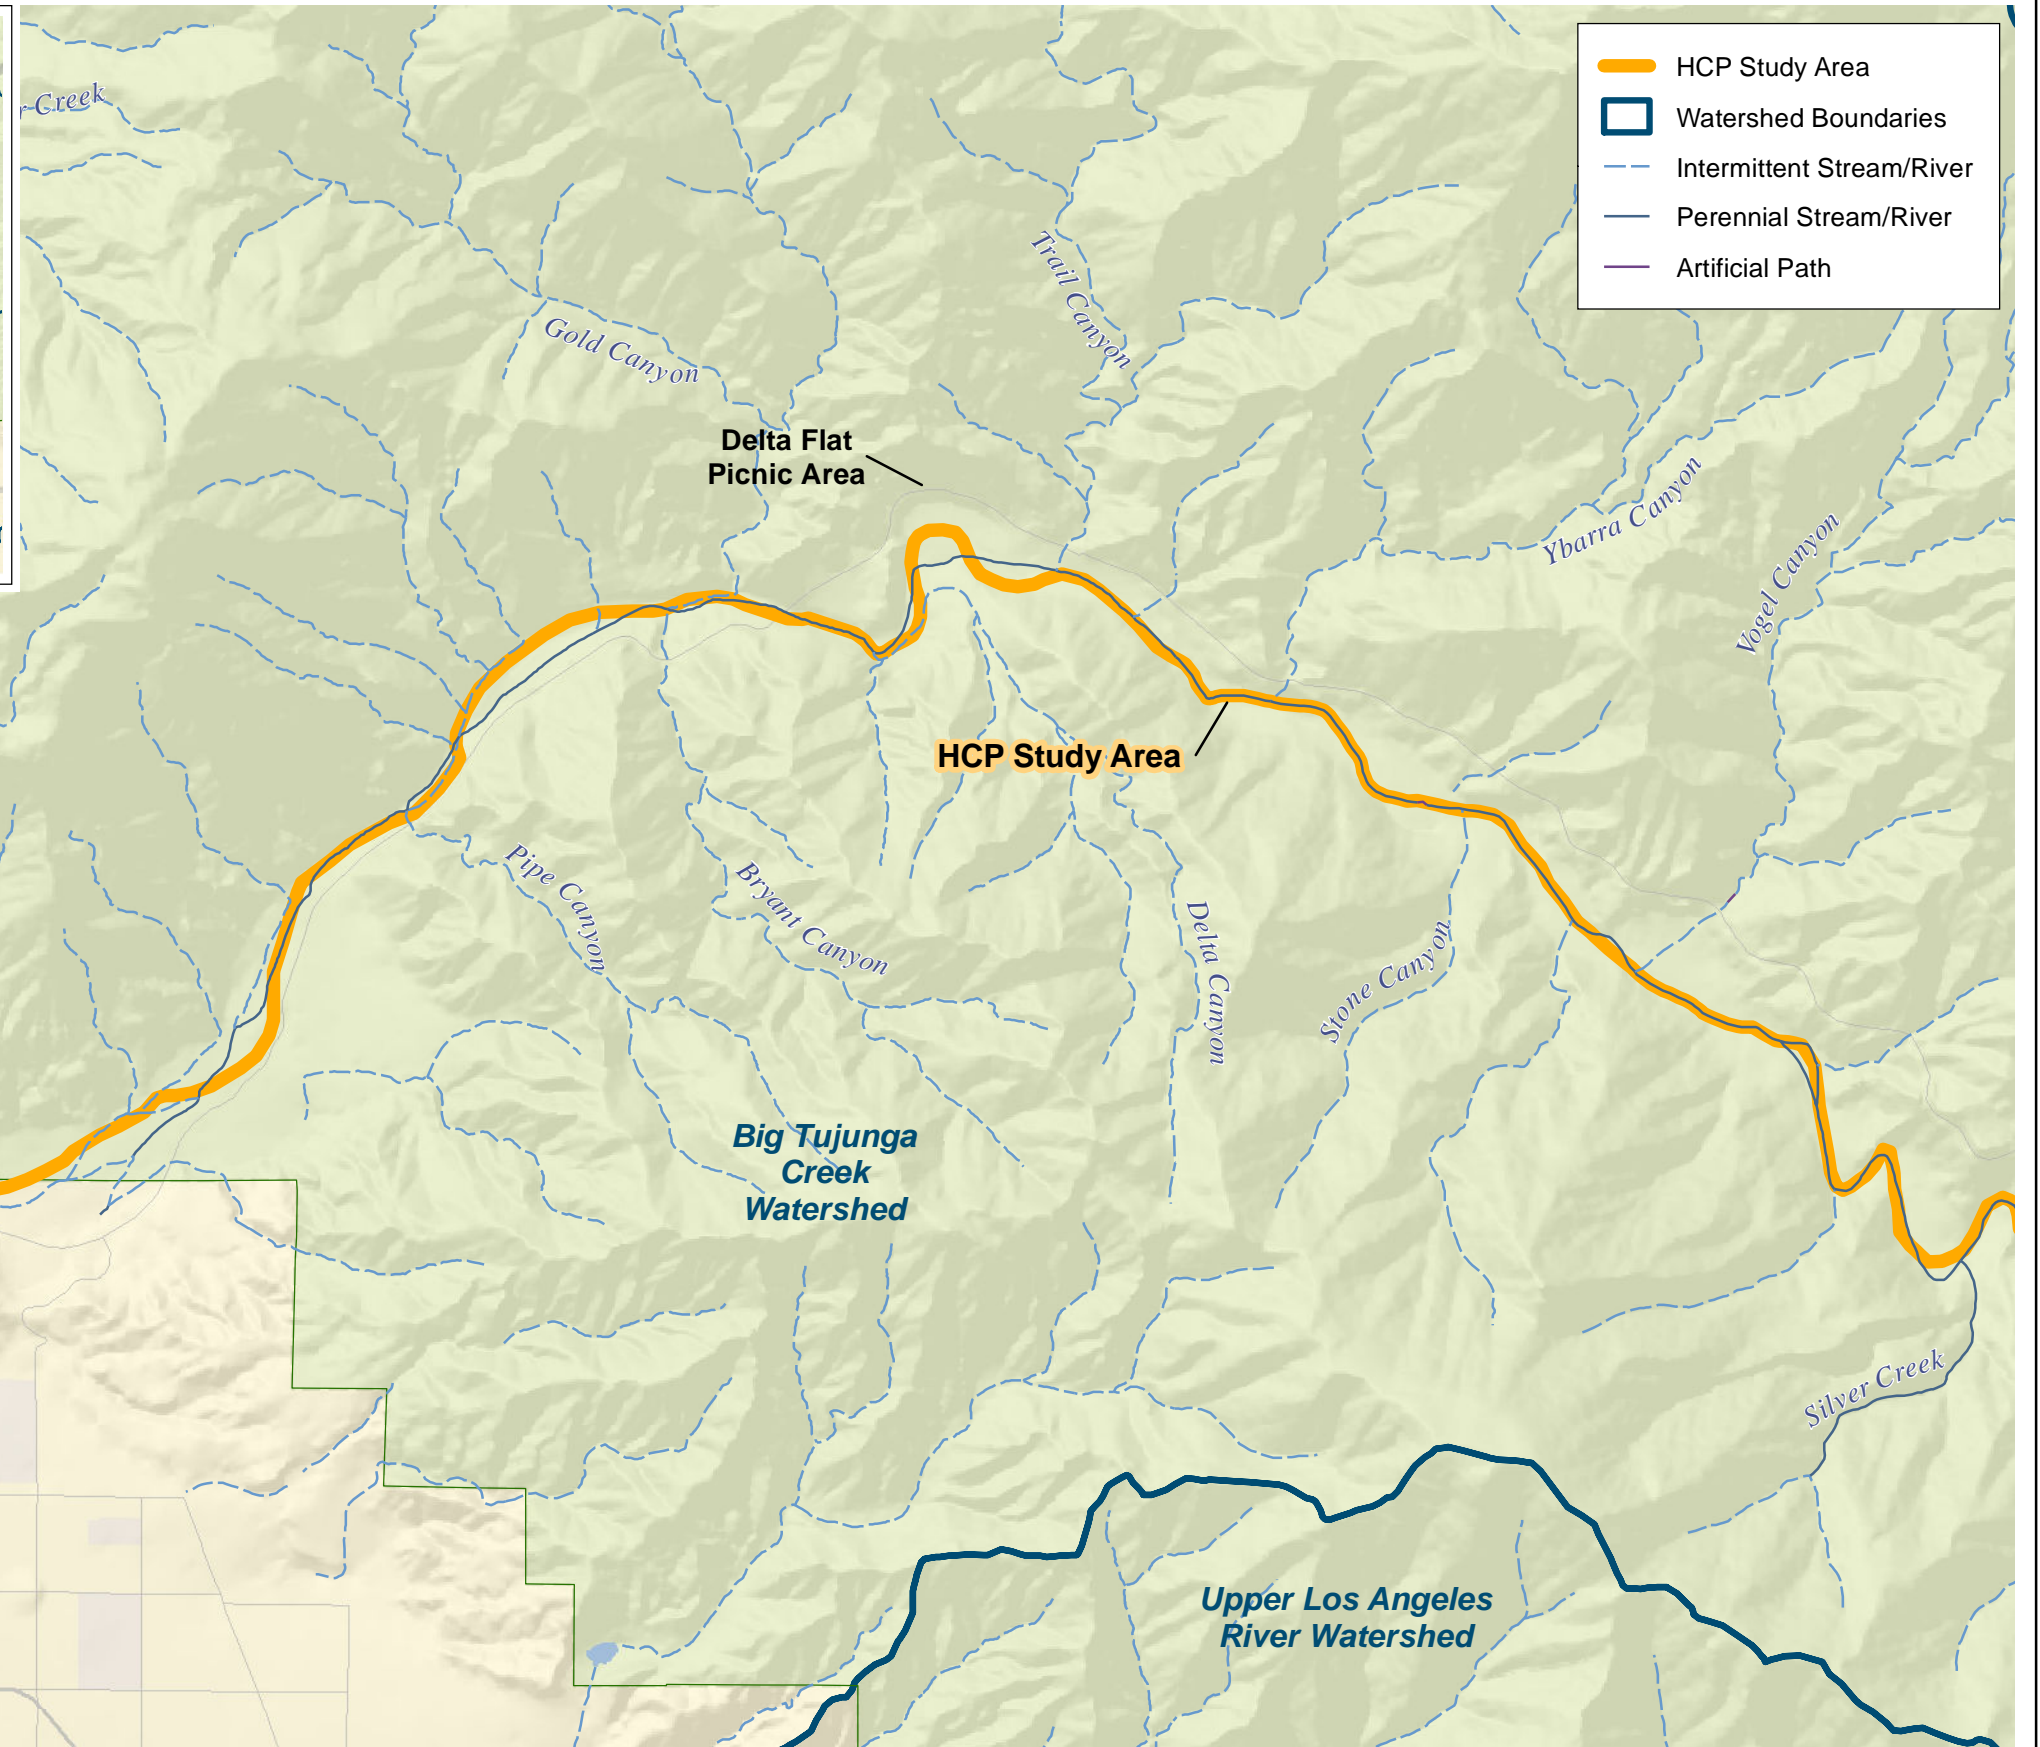 HCP Study Area
Watershed Boundaries
Intermittent Stream/River
Perennial Stream/River
Artificial Path
r Creek
Trail Canyon
Gold Canyon
Delta Flat
Picnic Area
Ybarra Canyon
Vogel Canyon
HCP Study Area
Pipe Canyon
Bryant Canyon
Delta Canyon
Stone Canyon
Big Tujunga
Creek
Watershed
Silver Creek
Upper Los Angeles
River Watershed